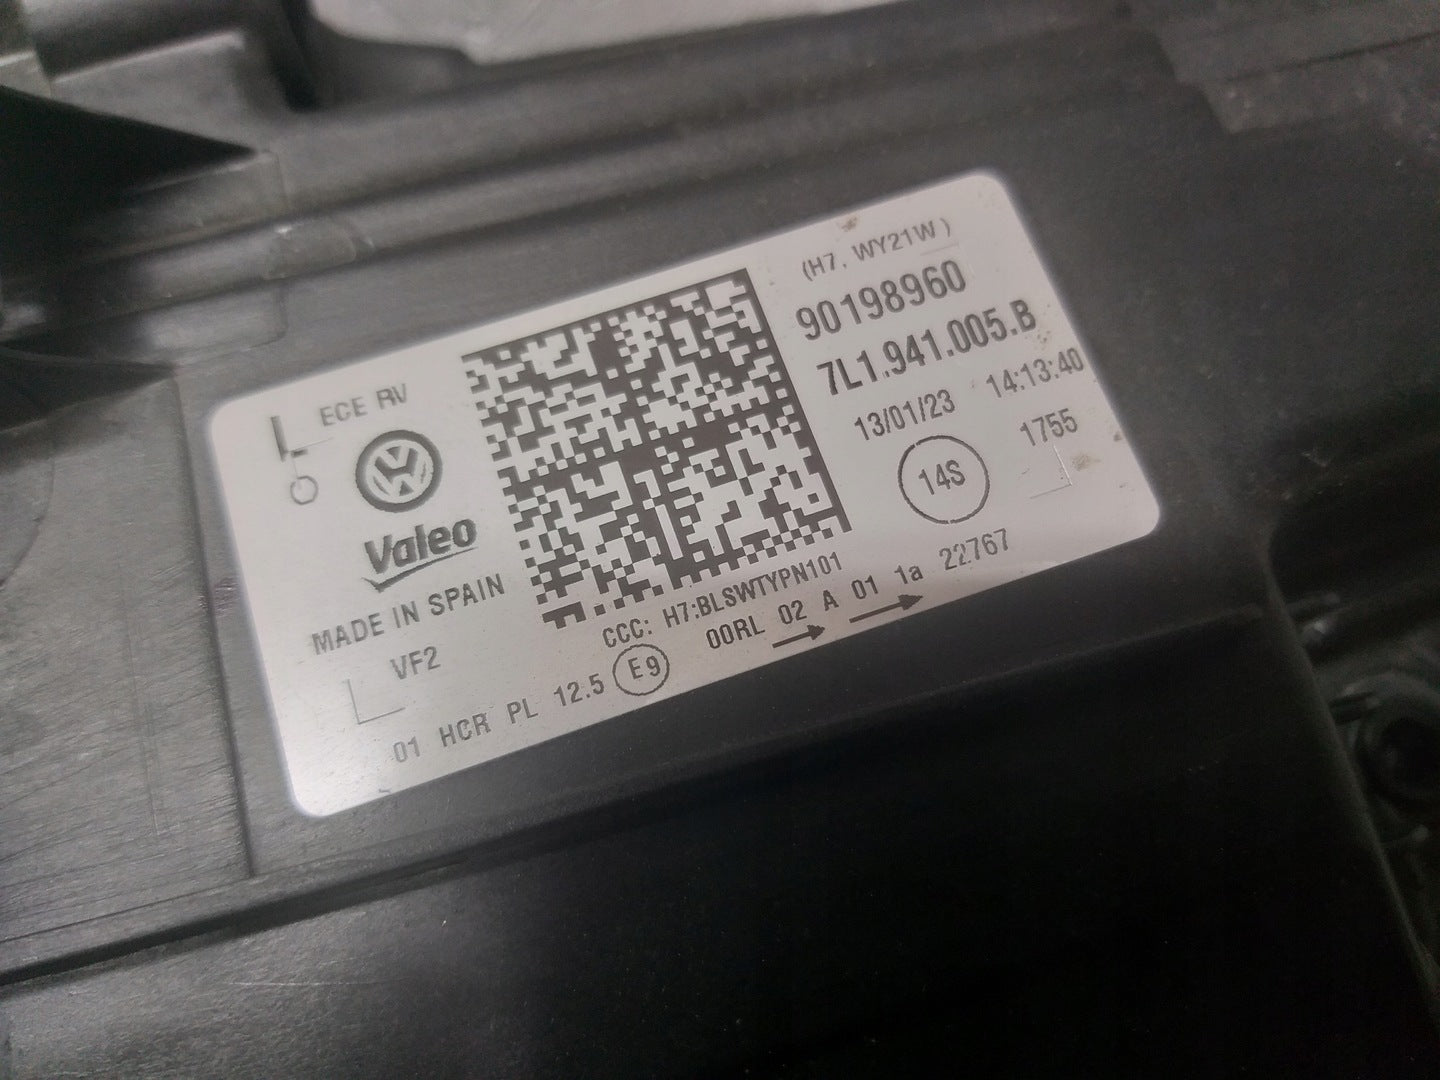 L ECE RV
Valeo
MADE IN SPAIN
VF2
(H7, WY21W)
90198960
7L1.941.005.B
13/01/23 14:13:40
14S
1755
CCC: H7:BLSWTYPN101
01 HCR PL 12.5 E9 00RL 02 A 01 1a 22767